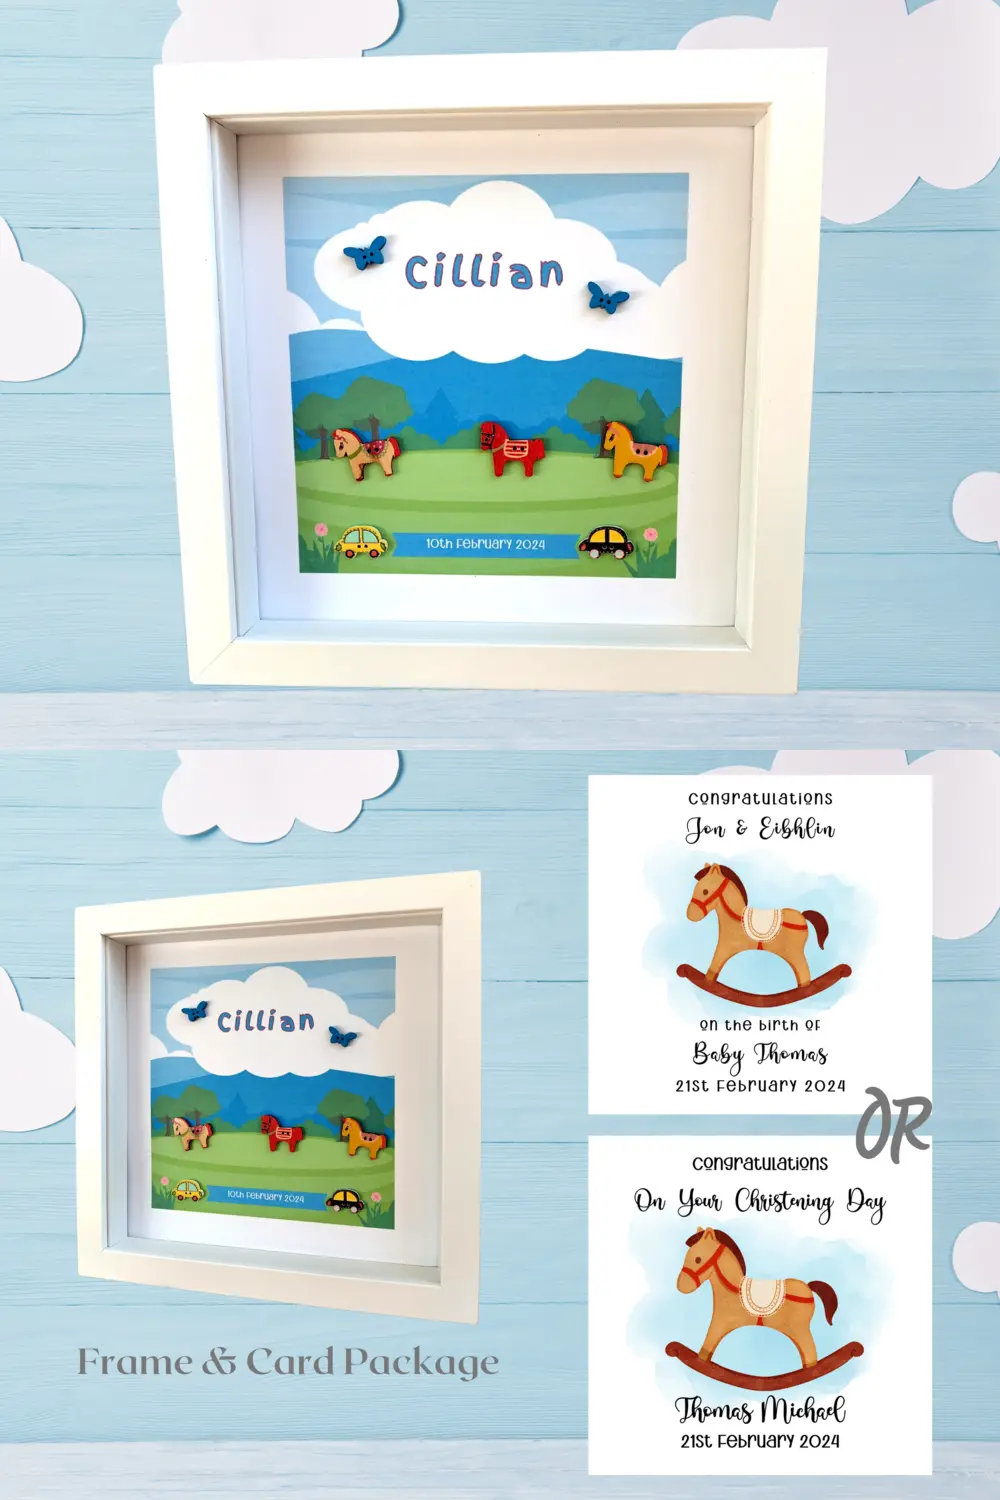 Cillian
10th February 2024
Cillian
10th February 2024
Frame & Card Package
Congratulations
Jon & Eibhlin
on the birth of
Baby Thomas
21st February 2024
OR
Congratulations
On Your Christening Day
Thomas Michael
21st February 2024